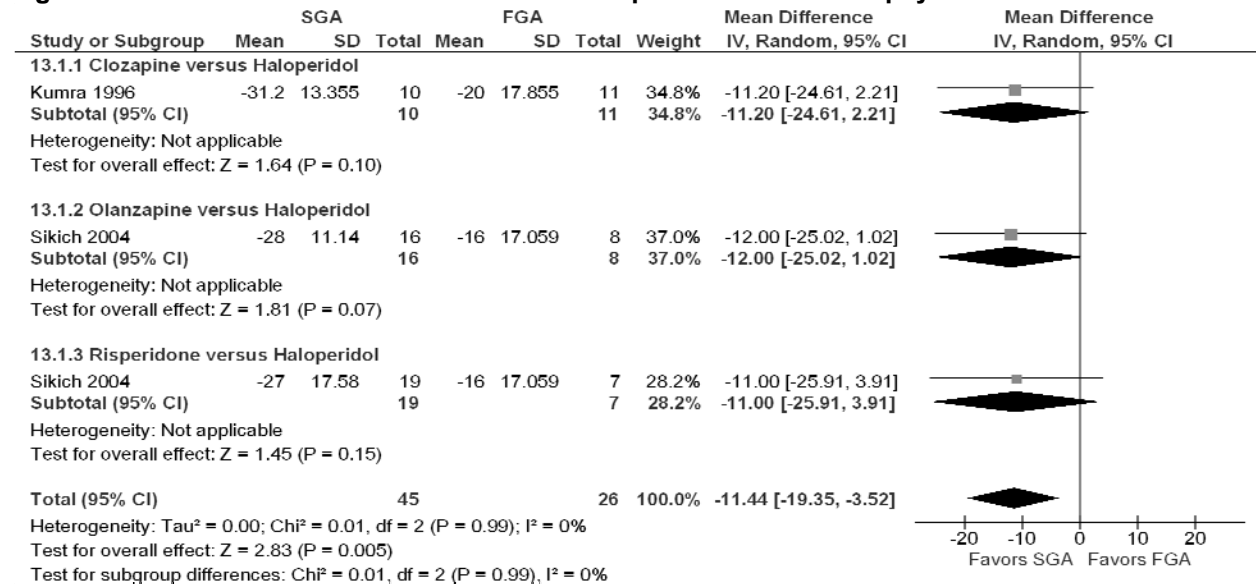 SGA FGA Mean Difference Mean Difference
Study or Subgroup Mean SD Total Mean SD Total Weight IV, Random, 95% CI IV, Random, 95% CI
13.1.1 Clozapine versus Haloperidol
Kumra 1996 -31.2 13.355 10 -20 17.855 11 34.8% -11.20 [-24.61, 2.21]
Subtotal (95% CI) 10 11 34.8% -11.20 [-24.61, 2.21]
Heterogeneity: Not applicable
Test for overall effect: Z = 1.64 (P = 0.10)
13.1.2 Olanzapine versus Haloperidol
Sikich 2004 -28 11.14 16 -16 17.059 8 37.0% -12.00 [-25.02, 1.02]
Subtotal (95% CI) 16 8 37.0% -12.00 [-25.02, 1.02]
Heterogeneity: Not applicable
Test for overall effect: Z = 1.81 (P = 0.07)
13.1.3 Risperidone versus Haloperidol
Sikich 2004 -27 17.58 19 -16 17.059 7 28.2% -11.00 [-25.91, 3.91]
Subtotal (95% CI) 19 7 28.2% -11.00 [-25.91, 3.91]
Heterogeneity: Not applicable
Test for overall effect: Z = 1.45 (P = 0.15)
Total (95% CI) 45 26 100.0% -11.44 [-19.35, -3.52]
Heterogeneity: Tau² = 0.00; Chi² = 0.01, df = 2 (P = 0.99); I² = 0%
Test for overall effect: Z = 2.83 (P = 0.005)
Test for subgroup differences: Chi² = 0.01, df = 2 (P = 0.99), I² = 0%
-20 -10 0 10 20
Favors SGA Favors FGA